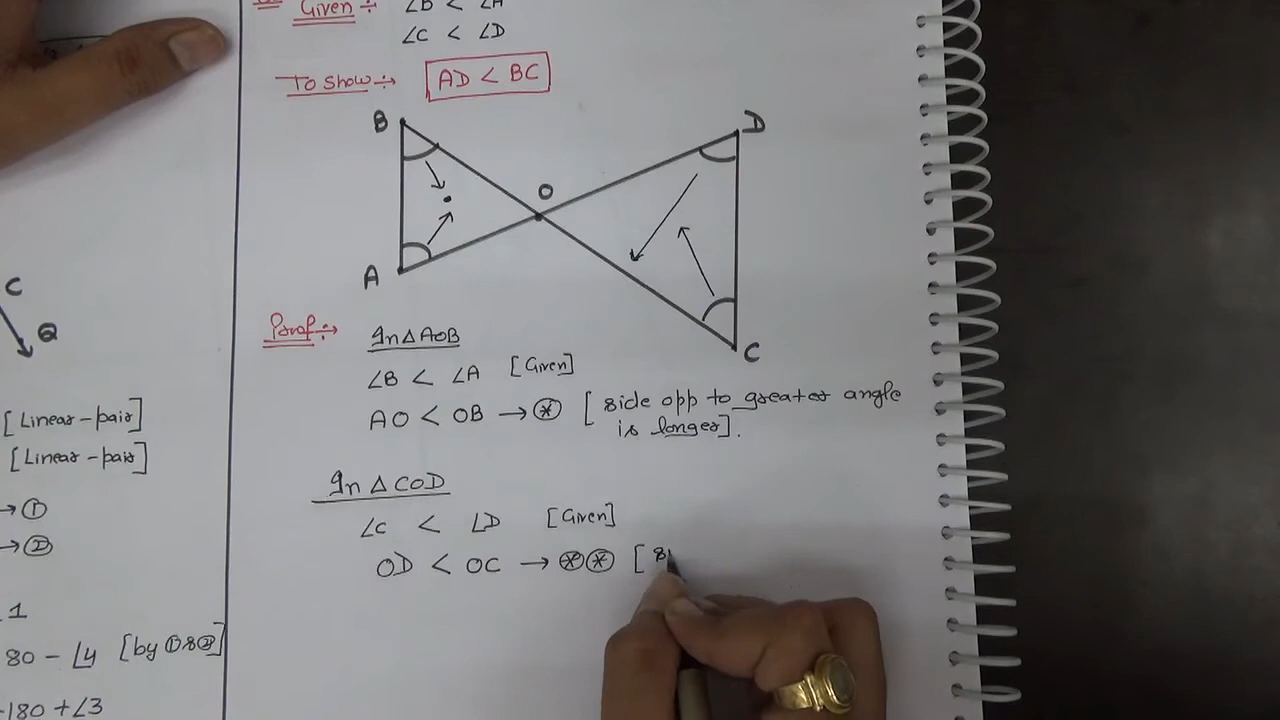 Given ÷ ∠B < ∠A
∠C < ∠D
To show ÷ AD < BC
B
D
O
A
C
Proof ÷ In △AOB
∠B < ∠A [Given]
AO < OB → ⊛ [side opp to greater angle
is longer].
In △COD
∠C < ∠D [Given]
OD < OC → ⊛⊛ [si
C
Q
[Linear-pair]
[Linear-pair]
→ ①
→ ②
1
80 - ∠4 [by ① & ②]
-180 + ∠3